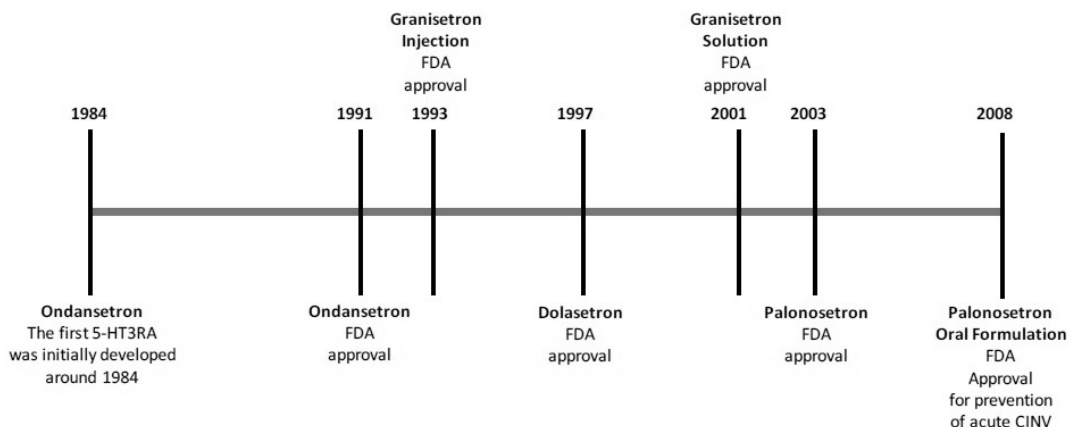 Granisetron
Injection
FDA
approval
Granisetron
Solution
FDA
approval
1984
1991
1993
1997
2001
2003
2008
Ondansetron
The first 5-HT3RA
was initially developed
around 1984
Ondansetron
FDA
approval
Dolasetron
FDA
approval
Palonosetron
FDA
approval
Palonosetron
Oral Formulation
FDA
Approval
for prevention
of acute CINV